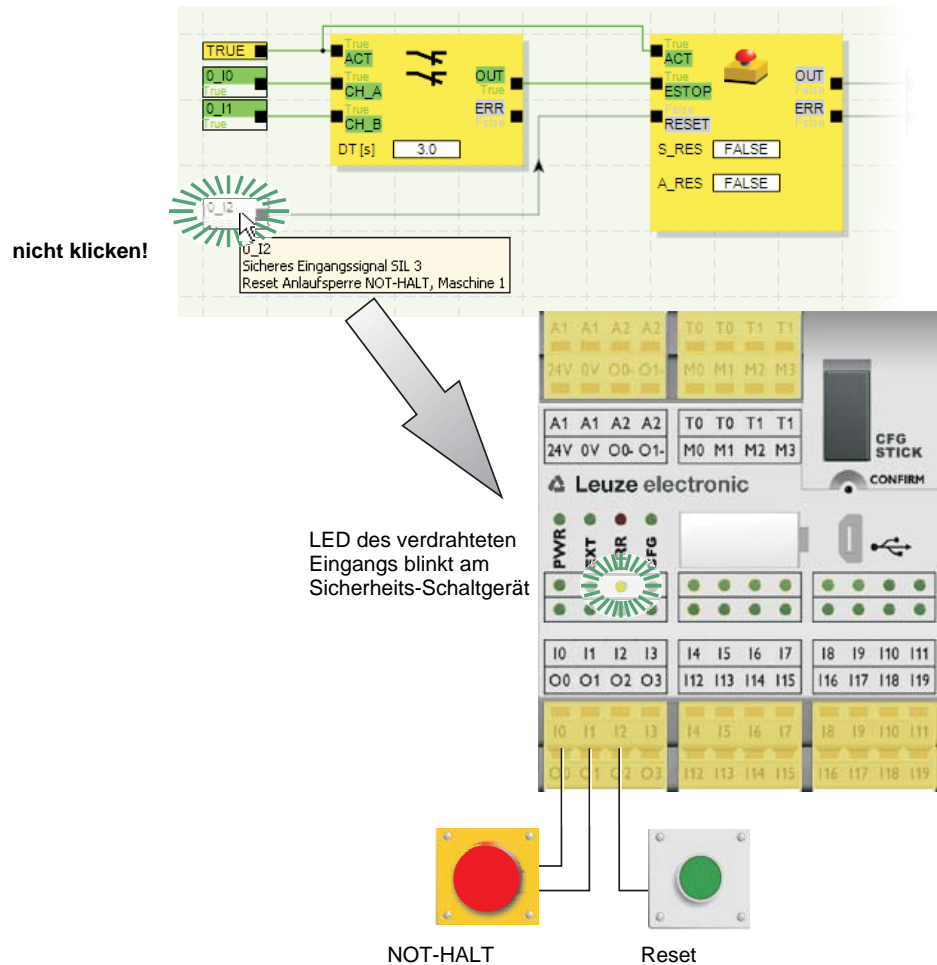 TRUE
True
ACT
True
ACT
0_I0
True
True
CH_A
OUT
True
True
ESTOP
OUT
False
0_I1
True
True
CH_B
ERR
False
False
RESET
ERR
False
DT [s] 3.0
S_RES FALSE
A_RES FALSE
0_I2
nicht klicken!
0_I2
Sicheres Eingangssignal SIL 3
Reset Anlaufsperre NOT-HALT, Maschine 1
A1 A1 A2 A2 T0 T0 T1 T1
24V 0V O0- O1- M0 M1 M2 M3
A1 A1 A2 A2 T0 T0 T1 T1
24V 0V O0- O1- M0 M1 M2 M3
CFG
STICK
CONFIRM
Leuze electronic
PWR EXT ERR CFG
LED des verdrahteten
Eingangs blinkt am
Sicherheits-Schaltgerät
I0 I1 I2 I3 I4 I5 I6 I7 I8 I9 I10 I11
O0 O1 O2 O3 I12 I13 I14 I15 I16 I17 I18 I19
I0 I1 I2 I3 I4 I5 I6 I7 I8 I9 I10 I11
O0 O1 O2 O3 I12 I13 I14 I15 I16 I17 I18 I19
NOT-HALT Reset